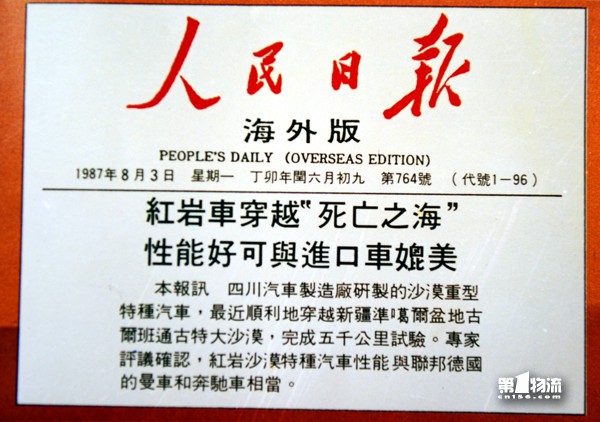 人民日报
海外版
PEOPLE'S DAILY (OVERSEAS EDITION)
1987年8月3日 星期一 丁卯年閏六月初九 第764號 （代號1—96）
紅岩車穿越“死亡之海”
性能好可與進口車媲美
本報訊 四川汽車製造廠研製的沙漠重型
特種汽車，最近順利地穿越新疆準噶爾盆地古
爾班通古特大沙漠，完成五千公里試驗。專家
評議確認，紅岩沙漠特種汽車性能與聯邦德國
的曼車和奔馳車相當。
第1物流
cn156.com